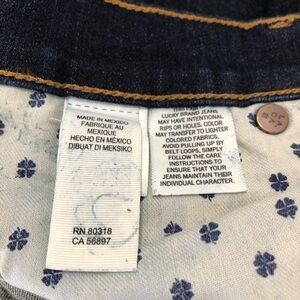 MADE IN MEXICO
FABRIQUE AU
MEXIQUE
HECHO EN MÉXICO
DIBUAT DI MEKSIKO
RN 80318
CA 56897
LUCKY BRAND JEANS
MAY HAVE INTENTIONAL
RIPS OR HOLES. COLOR
MAY TRANSFER TO LIGHTER
COLORED FABRICS.
AVOID PULLING UP BY
BELT LOOPS, SIMPLY
FOLLOW THE CARE
INSTRUCTIONS TO
ENSURE THAT YOUR
JEANS MAINTAIN THEIR
INDIVIDUAL CHARACTER.